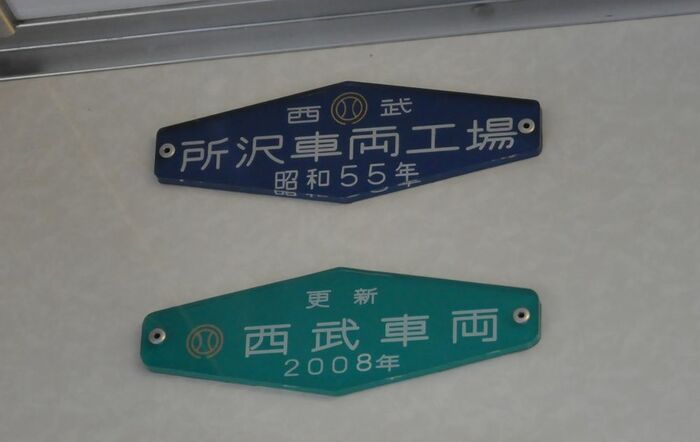 西武
所沢車両工場
昭和55年
更新
西武車両
2008年